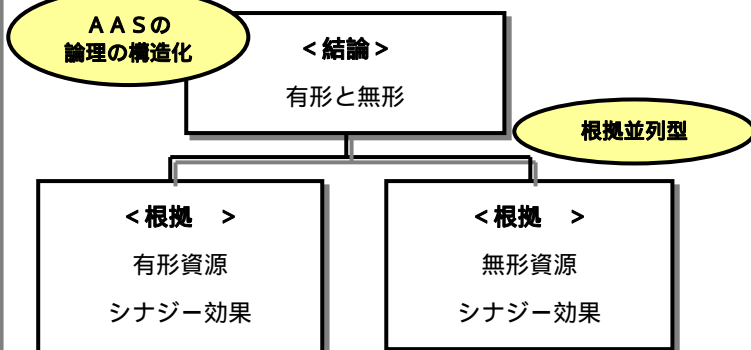 ＡＡＳの
論理の構造化
＜結論＞
有形と無形
根拠並列型
＜根拠　＞
有形資源
シナジー効果
＜根拠　＞
無形資源
シナジー効果